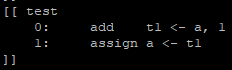 [[ test
    0:    add    t1 <- a, 1
    1:    assign a <- t1
]]